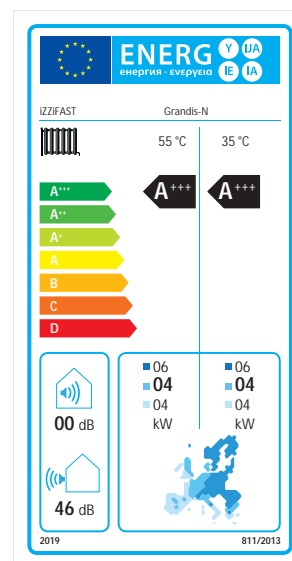 ENERG Y IJA
енергия · ενεργεια IE IA
iZZiFAST Grandis-N
55 °C 35 °C
A+++ A+++ A+++
A++
A+
A
B
C
D
06 06
04 04
04 04
kW kW
00 dB
46 dB
2019 811/2013